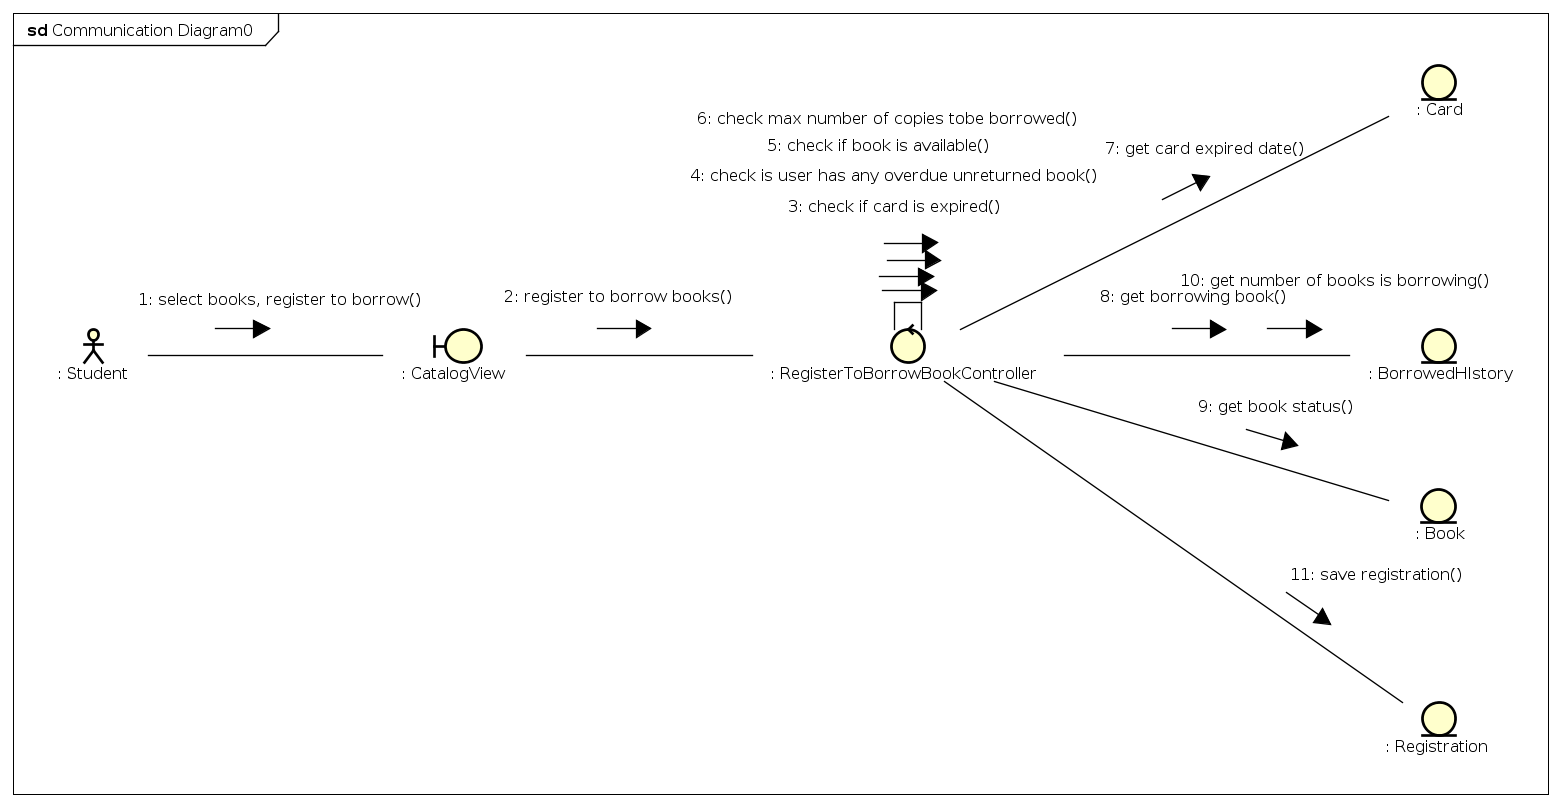 sd Communication Diagram0
: Card
6: check max number of copies tobe borrowed()
5: check if book is available()
7: get card expired date()
4: check is user has any overdue unreturned book()
3: check if card is expired()
10: get number of books is borrowing()
1: select books, register to borrow()
2: register to borrow books()
8: get borrowing book()
: Student
: CatalogView
: RegisterToBorrowBookController
: BorrowedHIstory
9: get book status()
: Book
11: save registration()
: Registration